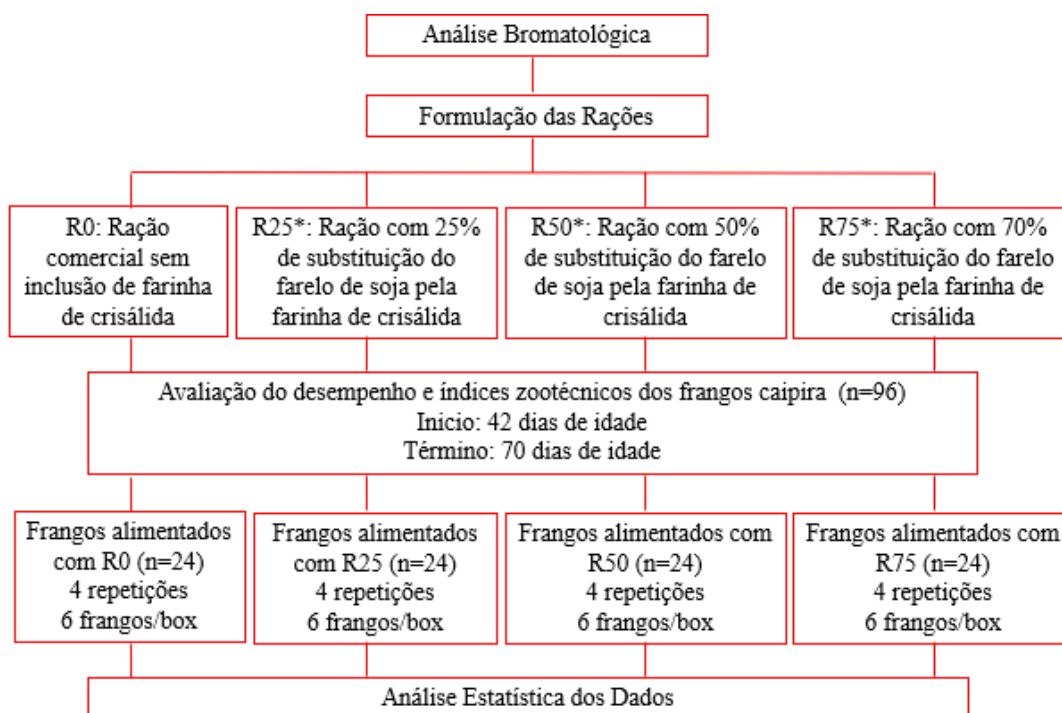 Análise Bromatológica
Formulação das Rações
R0: Ração
comercial sem
inclusão de farinha
de crisálida
R25*: Ração com 25%
de substituição do
farelo de soja pela
farinha de crisálida
R50*: Ração com 50%
de substituição do farelo
de soja pela farinha de
crisálida
R75*: Ração com 70%
de substituição do farelo
de soja pela farinha de
crisálida
Avaliação do desempenho e índices zootécnicos dos frangos caipira (n=96)
Inicio: 42 dias de idade
Término: 70 dias de idade
Frangos alimentados
com R0 (n=24)
4 repetições
6 frangos/box
Frangos alimentados
com R25 (n=24)
4 repetições
6 frangos/box
Frangos alimentados com
R50 (n=24)
4 repetições
6 frangos/box
Frangos alimentados com
R75 (n=24)
4 repetições
6 frangos/box
Análise Estatística dos Dados